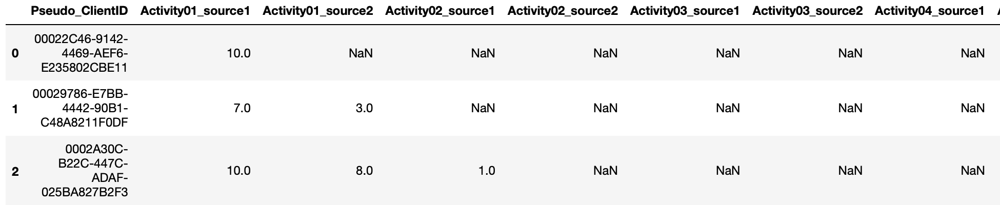 Pseudo_ClientID Activity01_source1 Activity01_source2 Activity02_source1 Activity02_source2 Activity03_source1 Activity03_source2 Activity04_source1
00022C46-9142-
0 4469-AEF6- 10.0 NaN NaN NaN NaN NaN NaN
E235802CBE11
00029786-E7BB-
1 4442-90B1- 7.0 3.0 NaN NaN NaN NaN NaN
C48A8211F0DF
0002A30C-
B22C-447C-
2 10.0 8.0 1.0 NaN NaN NaN NaN
ADAF-
025BA827B2F3